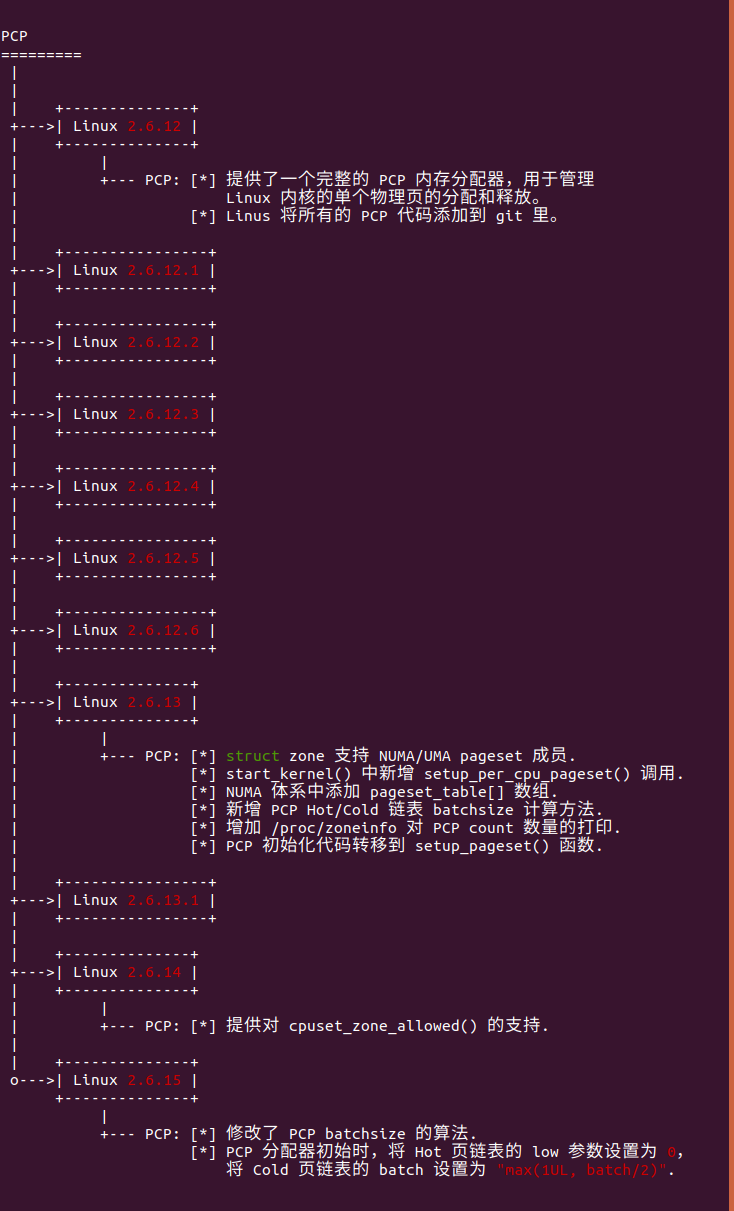 PCP
=========
 |
 |
 |    +--------------+
 +--->| Linux 2.6.12 |
 |    +--------------+
 |         |
 |         +--- PCP: [*] 提供了一个完整的 PCP 内存分配器，用于管理
 |                       Linux 内核的单个物理页的分配和释放。
 |                   [*] Linus 将所有的 PCP 代码添加到 git 里。
 |
 |    +----------------+
 +--->| Linux 2.6.12.1 |
 |    +----------------+
 |
 |    +----------------+
 +--->| Linux 2.6.12.2 |
 |    +----------------+
 |
 |    +----------------+
 +--->| Linux 2.6.12.3 |
 |    +----------------+
 |
 |    +----------------+
 +--->| Linux 2.6.12.4 |
 |    +----------------+
 |
 |    +----------------+
 +--->| Linux 2.6.12.5 |
 |    +----------------+
 |
 |    +----------------+
 +--->| Linux 2.6.12.6 |
 |    +----------------+
 |
 |    +--------------+
 +--->| Linux 2.6.13 |
 |    +--------------+
 |         |
 |         +--- PCP: [*] struct zone 支持 NUMA/UMA pageset 成员.
 |                   [*] start_kernel() 中新增 setup_per_cpu_pageset() 调用.
 |                   [*] NUMA 体系中添加 pageset_table[] 数组.
 |                   [*] 新增 PCP Hot/Cold 链表 batchsize 计算方法.
 |                   [*] 增加 /proc/zoneinfo 对 PCP count 数量的打印.
 |                   [*] PCP 初始化代码转移到 setup_pageset() 函数.
 |
 |    +----------------+
 +--->| Linux 2.6.13.1 |
 |    +----------------+
 |
 |    +--------------+
 +--->| Linux 2.6.14 |
 |    +--------------+
 |         |
 |         +--- PCP: [*] 提供对 cpuset_zone_allowed() 的支持.
 |
 |    +--------------+
 o--->| Linux 2.6.15 |
      +--------------+
           |
           +--- PCP: [*] 修改了 PCP batchsize 的算法.
                     [*] PCP 分配器初始时，将 Hot 页链表的 low 参数设置为 0，
                         将 Cold 页链表的 batch 设置为 "max(1UL, batch/2)".